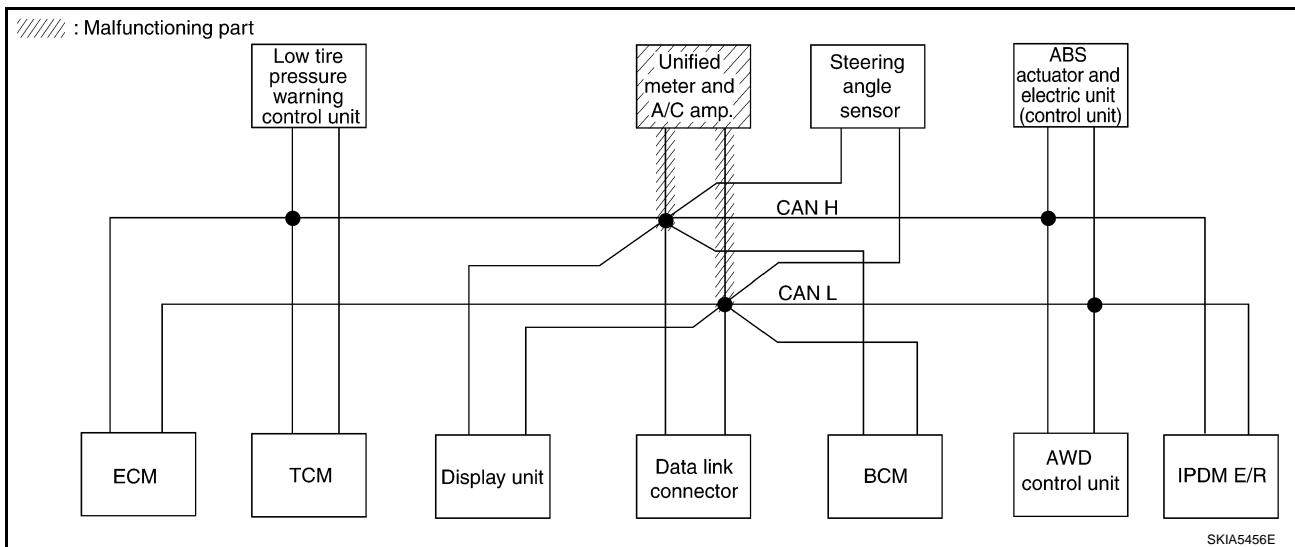 : Malfunctioning part
Low tire
pressure
warning
control unit
Unified
meter and
A/C amp.
Steering
angle
sensor
ABS
actuator and
electric unit
(control unit)
CAN H
CAN L
ECM
TCM
Display unit
Data link
connector
BCM
AWD
control unit
IPDM E/R
SKIA5456E